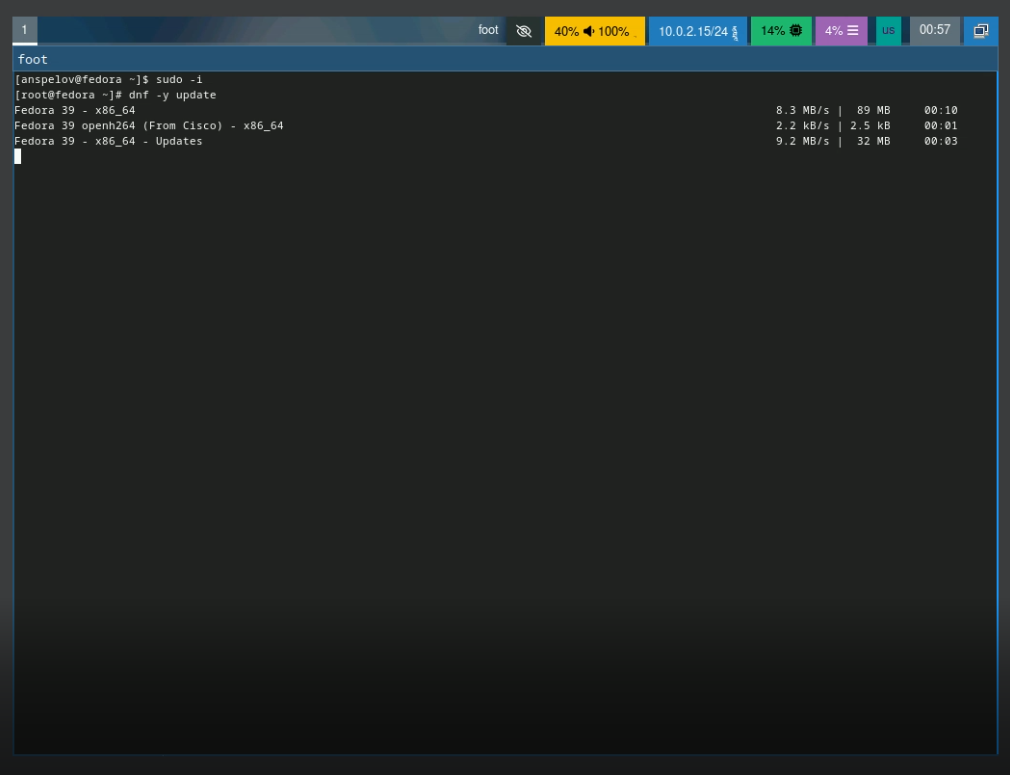 1 foot 40% 100% 10.0.2.15/24 14% 4% us 00:57
foot
[anspelov@fedora ~]$ sudo -i
[root@fedora ~]# dnf -y update
Fedora 39 - x86_64 8.3 MB/s | 89 MB 00:10
Fedora 39 openh264 (From Cisco) - x86_64 2.2 kB/s | 2.5 kB 00:01
Fedora 39 - x86_64 - Updates 9.2 MB/s | 32 MB 00:03